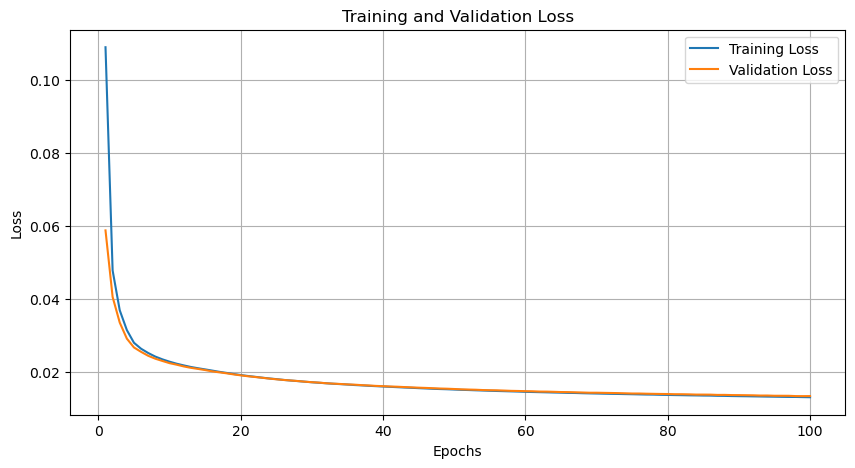 Training and Validation Loss
Training Loss
Validation Loss
0.10
0.08
0.06
0.04
0.02
Loss
0 20 40 60 80 100
Epochs